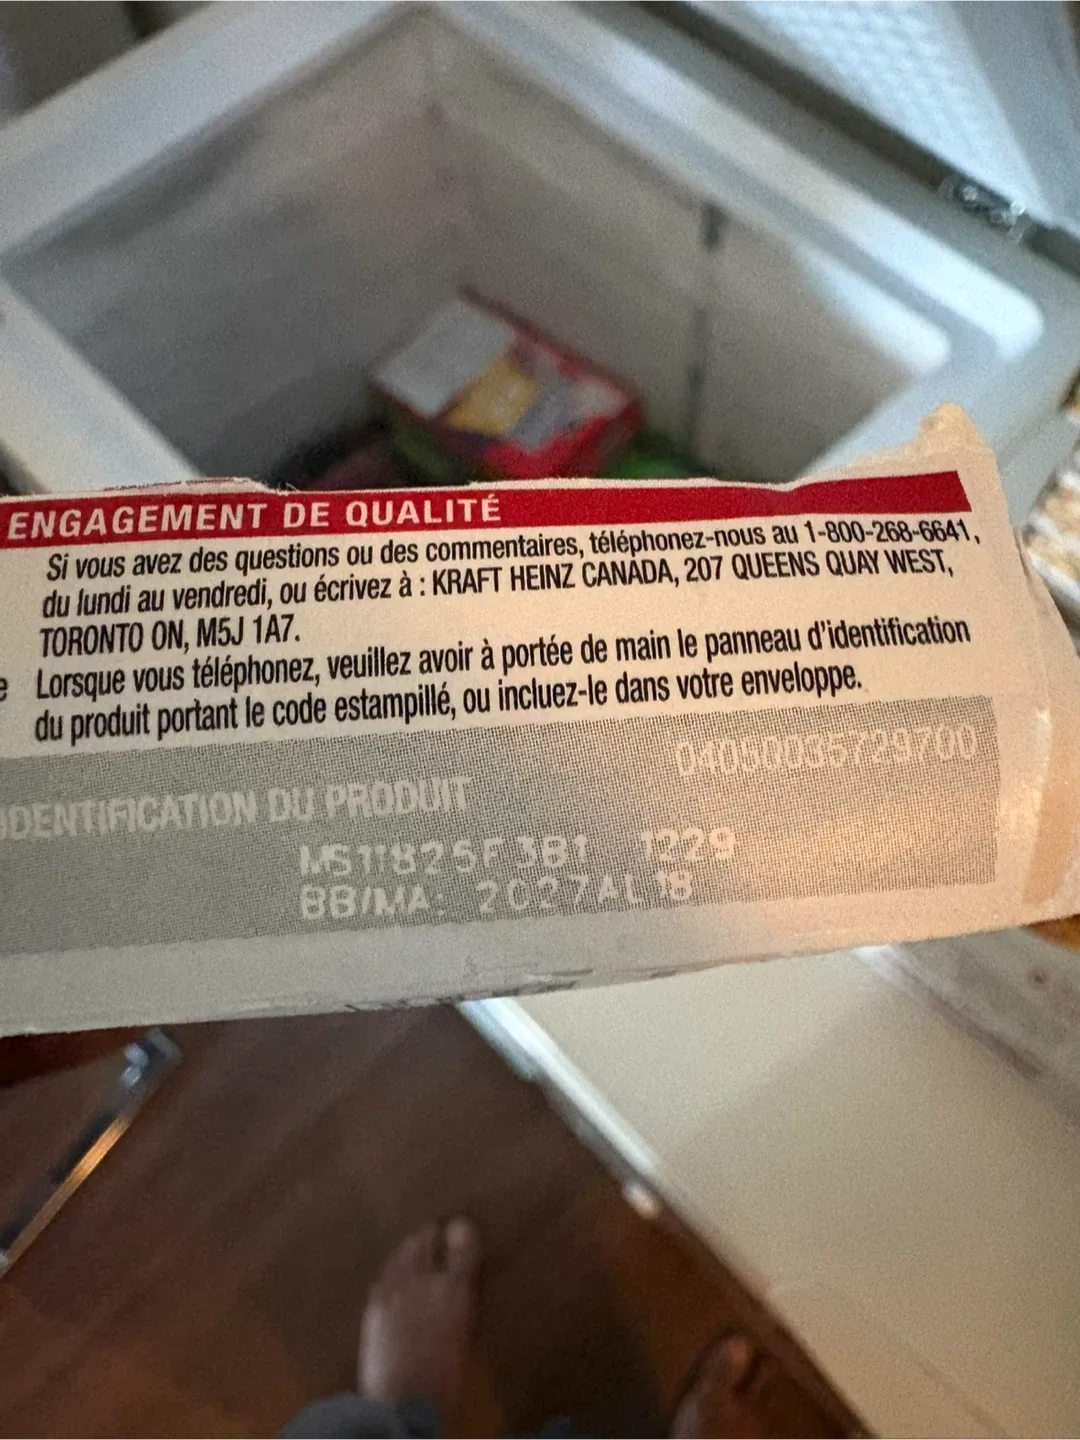 ENGAGEMENT DE QUALITÉ
Si vous avez des questions ou des commentaires, téléphonez-nous au 1-800-268-6641,
du lundi au vendredi, ou écrivez à : KRAFT HEINZ CANADA, 207 QUEENS QUAY WEST,
TORONTO ON, M5J 1A7.
e Lorsque vous téléphonez, veuillez avoir à portée de main le panneau d'identification
du produit portant le code estampillé, ou incluez-le dans votre enveloppe.
04050035729700
IDENTIFICATION DU PRODUIT
MS11825F3B1 1229
BB/MA: 2027AL18